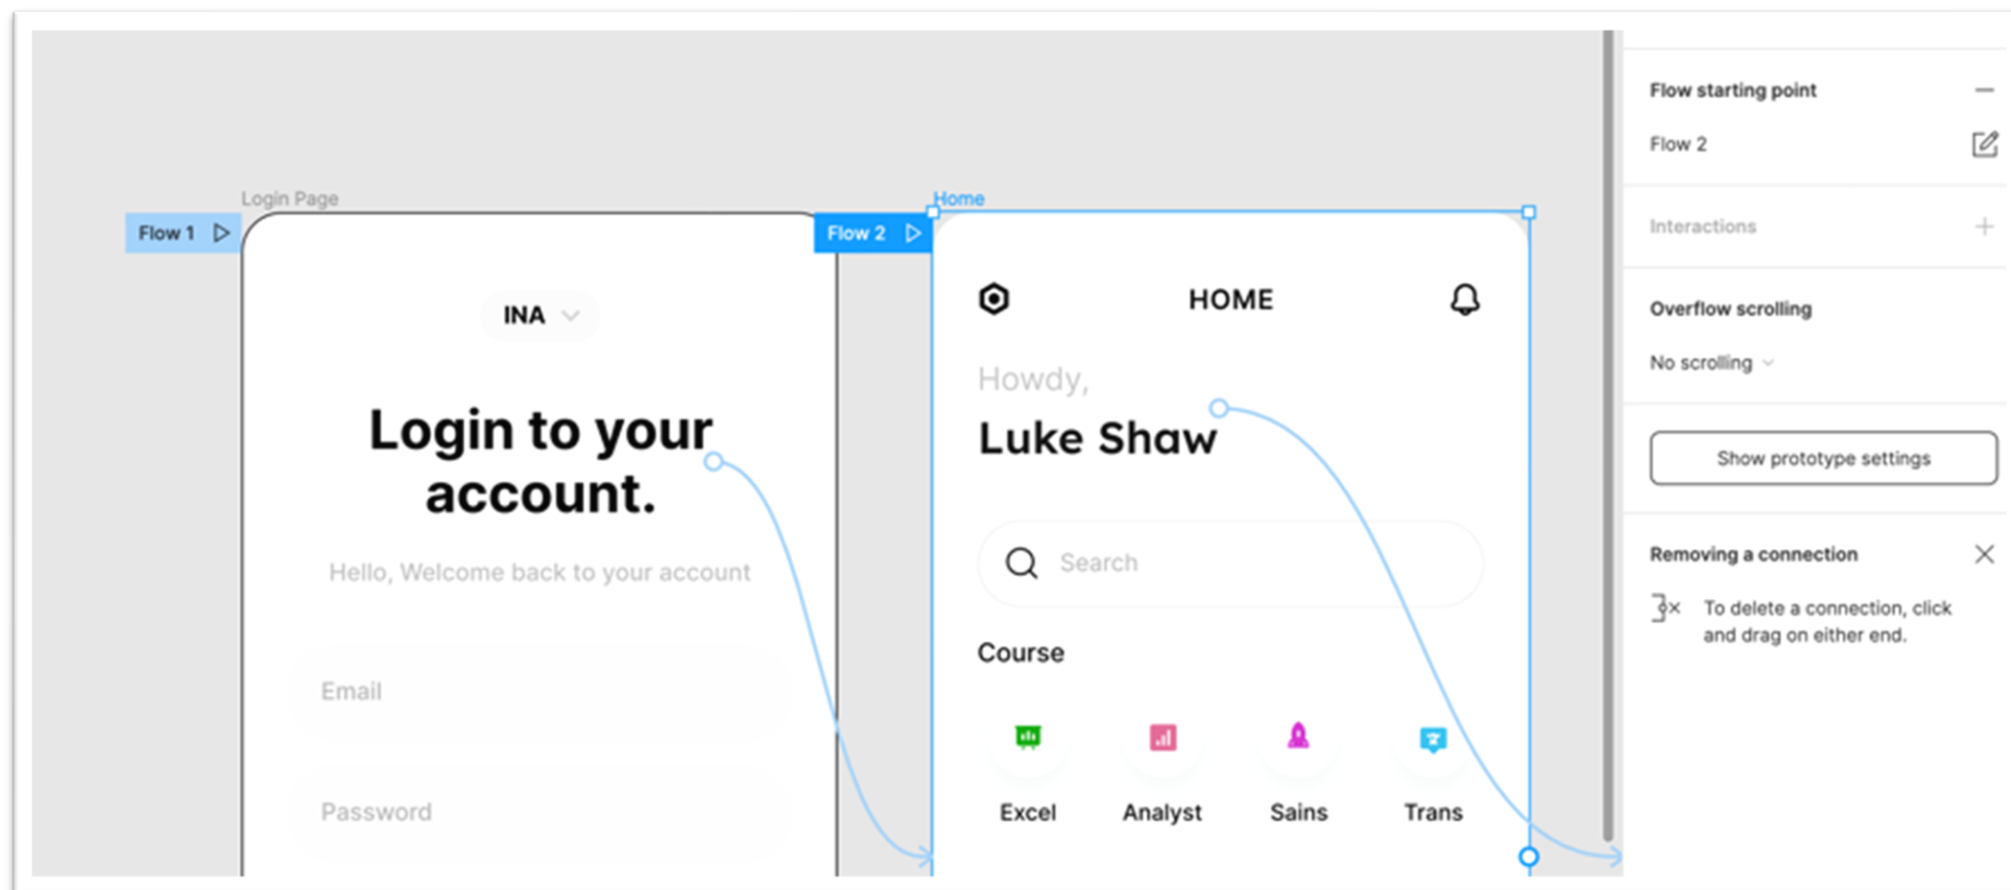 Login Page
Flow 1
INA
Login to your
account.
Hello, Welcome back to your account
Email
Password
Home
Flow 2
HOME
Howdy,
Luke Shaw
Search
Course
Excel Analyst Sains Trans
Flow starting point
Flow 2
Interactions
Overflow scrolling
No scrolling
Show prototype settings
Removing a connection
To delete a connection, click
and drag on either end.